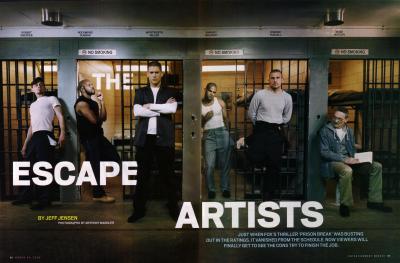 NO SMOKING
NO SMOKING
NO SMOKING
THE
ESCAPE
ARTISTS
BY JEFF JENSEN
JUST WHEN FOX'S THRILLER 'PRISON BREAK' WAS BUSTING
OUT IN THE RATINGS, IT VANISHED FROM THE SCHEDULE. NOW VIEWERS WILL
FINALLY GET TO SEE THE CONS TRY TO FINISH THE JOB.